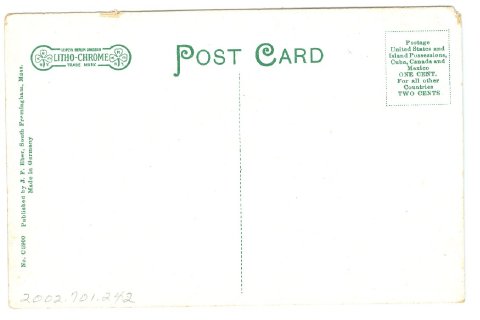 LEIPZIG BERLIN DRESDEN
LITHO-CHROME
TRADE MARK
POST CARD
Postage
United States and
Island Possessions,
Cuba, Canada and
Mexico
ONE CENT.
For all other
Countries
TWO CENTS
No. C1900 Published by J. F. Eber, South Framingham, Mass.
Made in Germany
2002.701.242